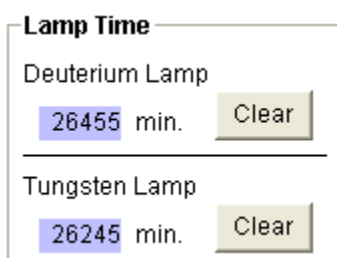 Lamp Time
Deuterium Lamp
26455 min. Clear
Tungsten Lamp
26245 min. Clear